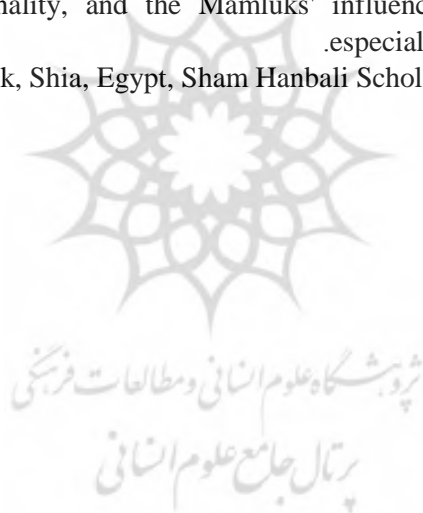 nality, and the Mamluks' influenc
.especial
k, Shia, Egypt, Sham Hanbali Schol
پژوهشگاه علوم انسانی و مطالعات فرهنگی
پرتال جامع علوم انسانی